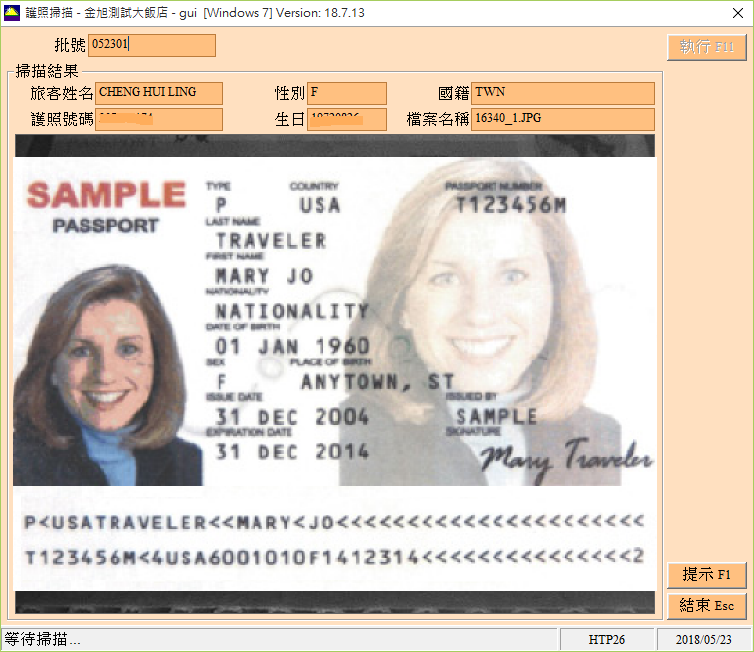 護照掃描 - 金旭測試大飯店 - gui  [Windows 7] Version: 18.7.13
批號 052301
執行 F11
掃描結果
旅客姓名 CHENG HUI LING 性別 F 國籍 TWN
護照號碼 生日 檔案名稱 16340_1.JPG
SAMPLE
PASSPORT
TYPE COUNTRY PASSPORT NUMBER
P USA T123456M
LAST NAME
TRAVELER
FIRST NAME
MARY JO
NATIONALITY
NATIONALITY
DATE OF BIRTH
01 JAN 1960
SEX PLACE OF BIRTH
F ANYTOWN, ST
ISSUE DATE ISSUED BY
31 DEC 2004 SAMPLE
EXPIRATION DATE SIGNATURE
31 DEC 2014 Mary Traveler
P<USATRAVELER<<MARY<JO<<<<<<<<<<<<<<<<<<<<<<
T123456M<4USA6001010F1412314<<<<<<<<<<<<<<<2
提示 F1
結束 Esc
等待掃描... HTP26 2018/05/23